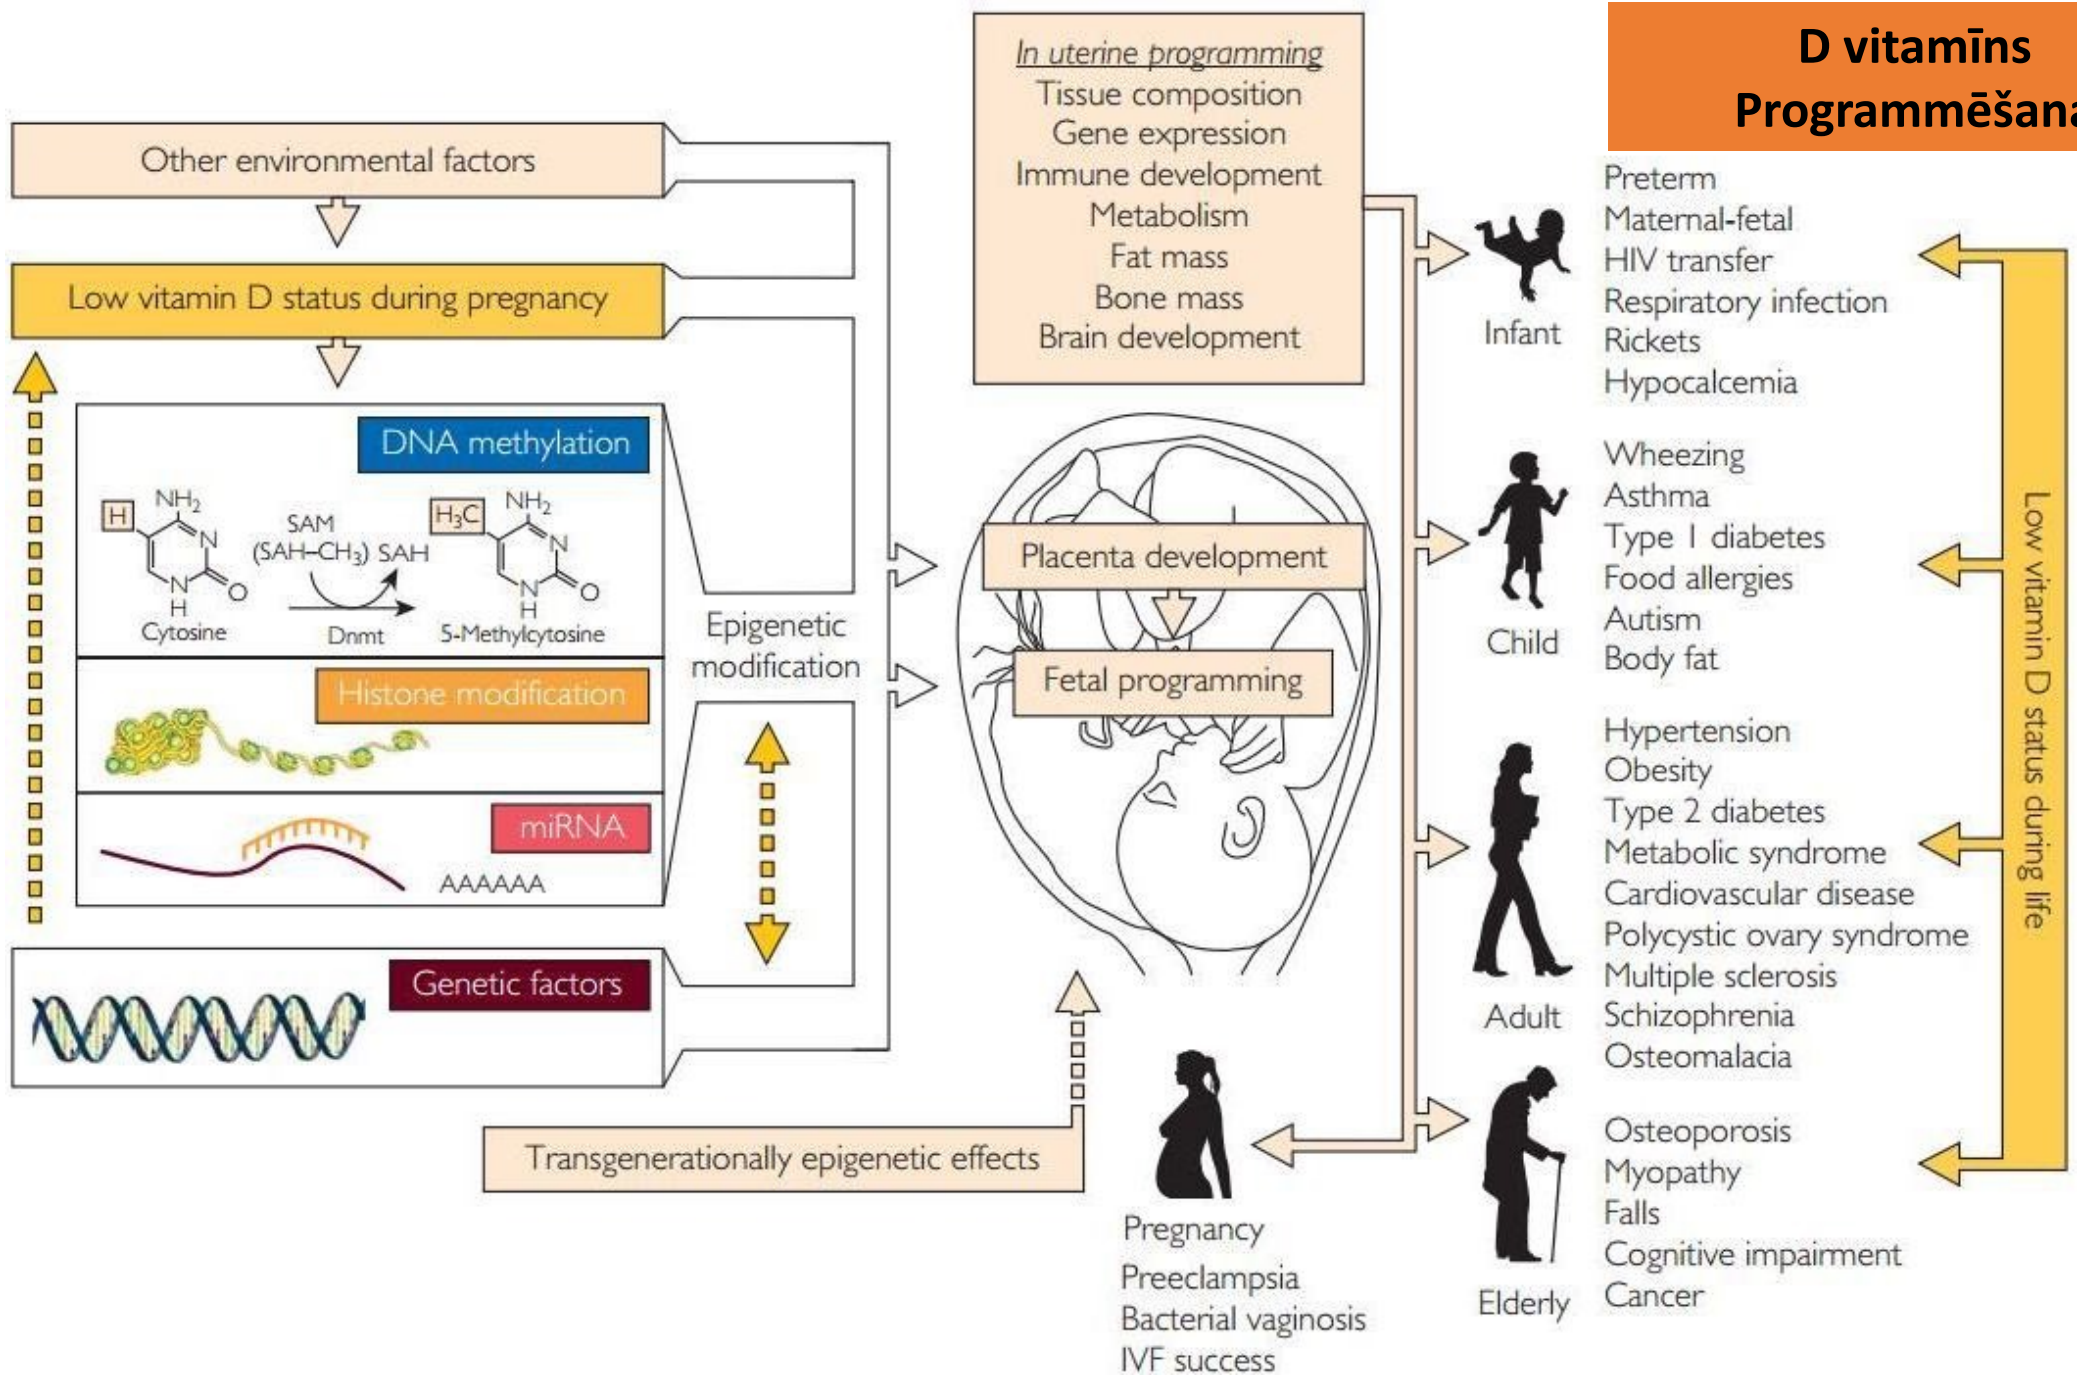 D vitamīns
Programmēšana
Other environmental factors
Low vitamin D status during pregnancy
DNA methylation
H
NH2
N
N
H
O
Cytosine
SAM
(SAH–CH3) SAH
Dnmt
H3C
NH2
N
N
H
O
5-Methylcytosine
Histone modification
miRNA
AAAAAA
Genetic factors
Epigenetic
modification
Transgenerationally epigenetic effects
In uterine programming
Tissue composition
Gene expression
Immune development
Metabolism
Fat mass
Bone mass
Brain development
Placenta development
Fetal programming
Pregnancy
Preeclampsia
Bacterial vaginosis
IVF success
Infant
Preterm
Maternal-fetal
HIV transfer
Respiratory infection
Rickets
Hypocalcemia
Child
Wheezing
Asthma
Type 1 diabetes
Food allergies
Autism
Body fat
Adult
Hypertension
Obesity
Type 2 diabetes
Metabolic syndrome
Cardiovascular disease
Polycystic ovary syndrome
Multiple sclerosis
Schizophrenia
Osteomalacia
Elderly
Osteoporosis
Myopathy
Falls
Cognitive impairment
Cancer
Low vitamin D status during life